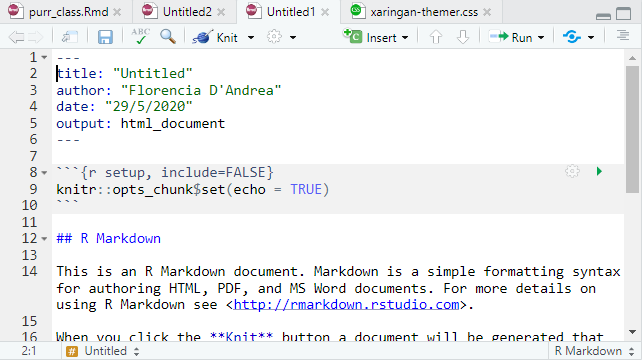 purr_class.Rmd Untitled2 Untitled1 xaringan-themer.css
ABC Knit Insert Run
1 ---
2 title: "Untitled"
3 author: "Florencia D'Andrea"
4 date: "29/5/2020"
5 output: html_document
6 ---
7
8 ```{r setup, include=FALSE}
9 knitr::opts_chunk$set(echo = TRUE)
10 ```
11
12 ## R Markdown
13
14 This is an R Markdown document. Markdown is a simple formatting syntax
for authoring HTML, PDF, and MS Word documents. For more details on
using R Markdown see <http://rmarkdown.rstudio.com>.
15
16 When you click the **Knit** button a document will be generated that
2:1 # Untitled R Markdown